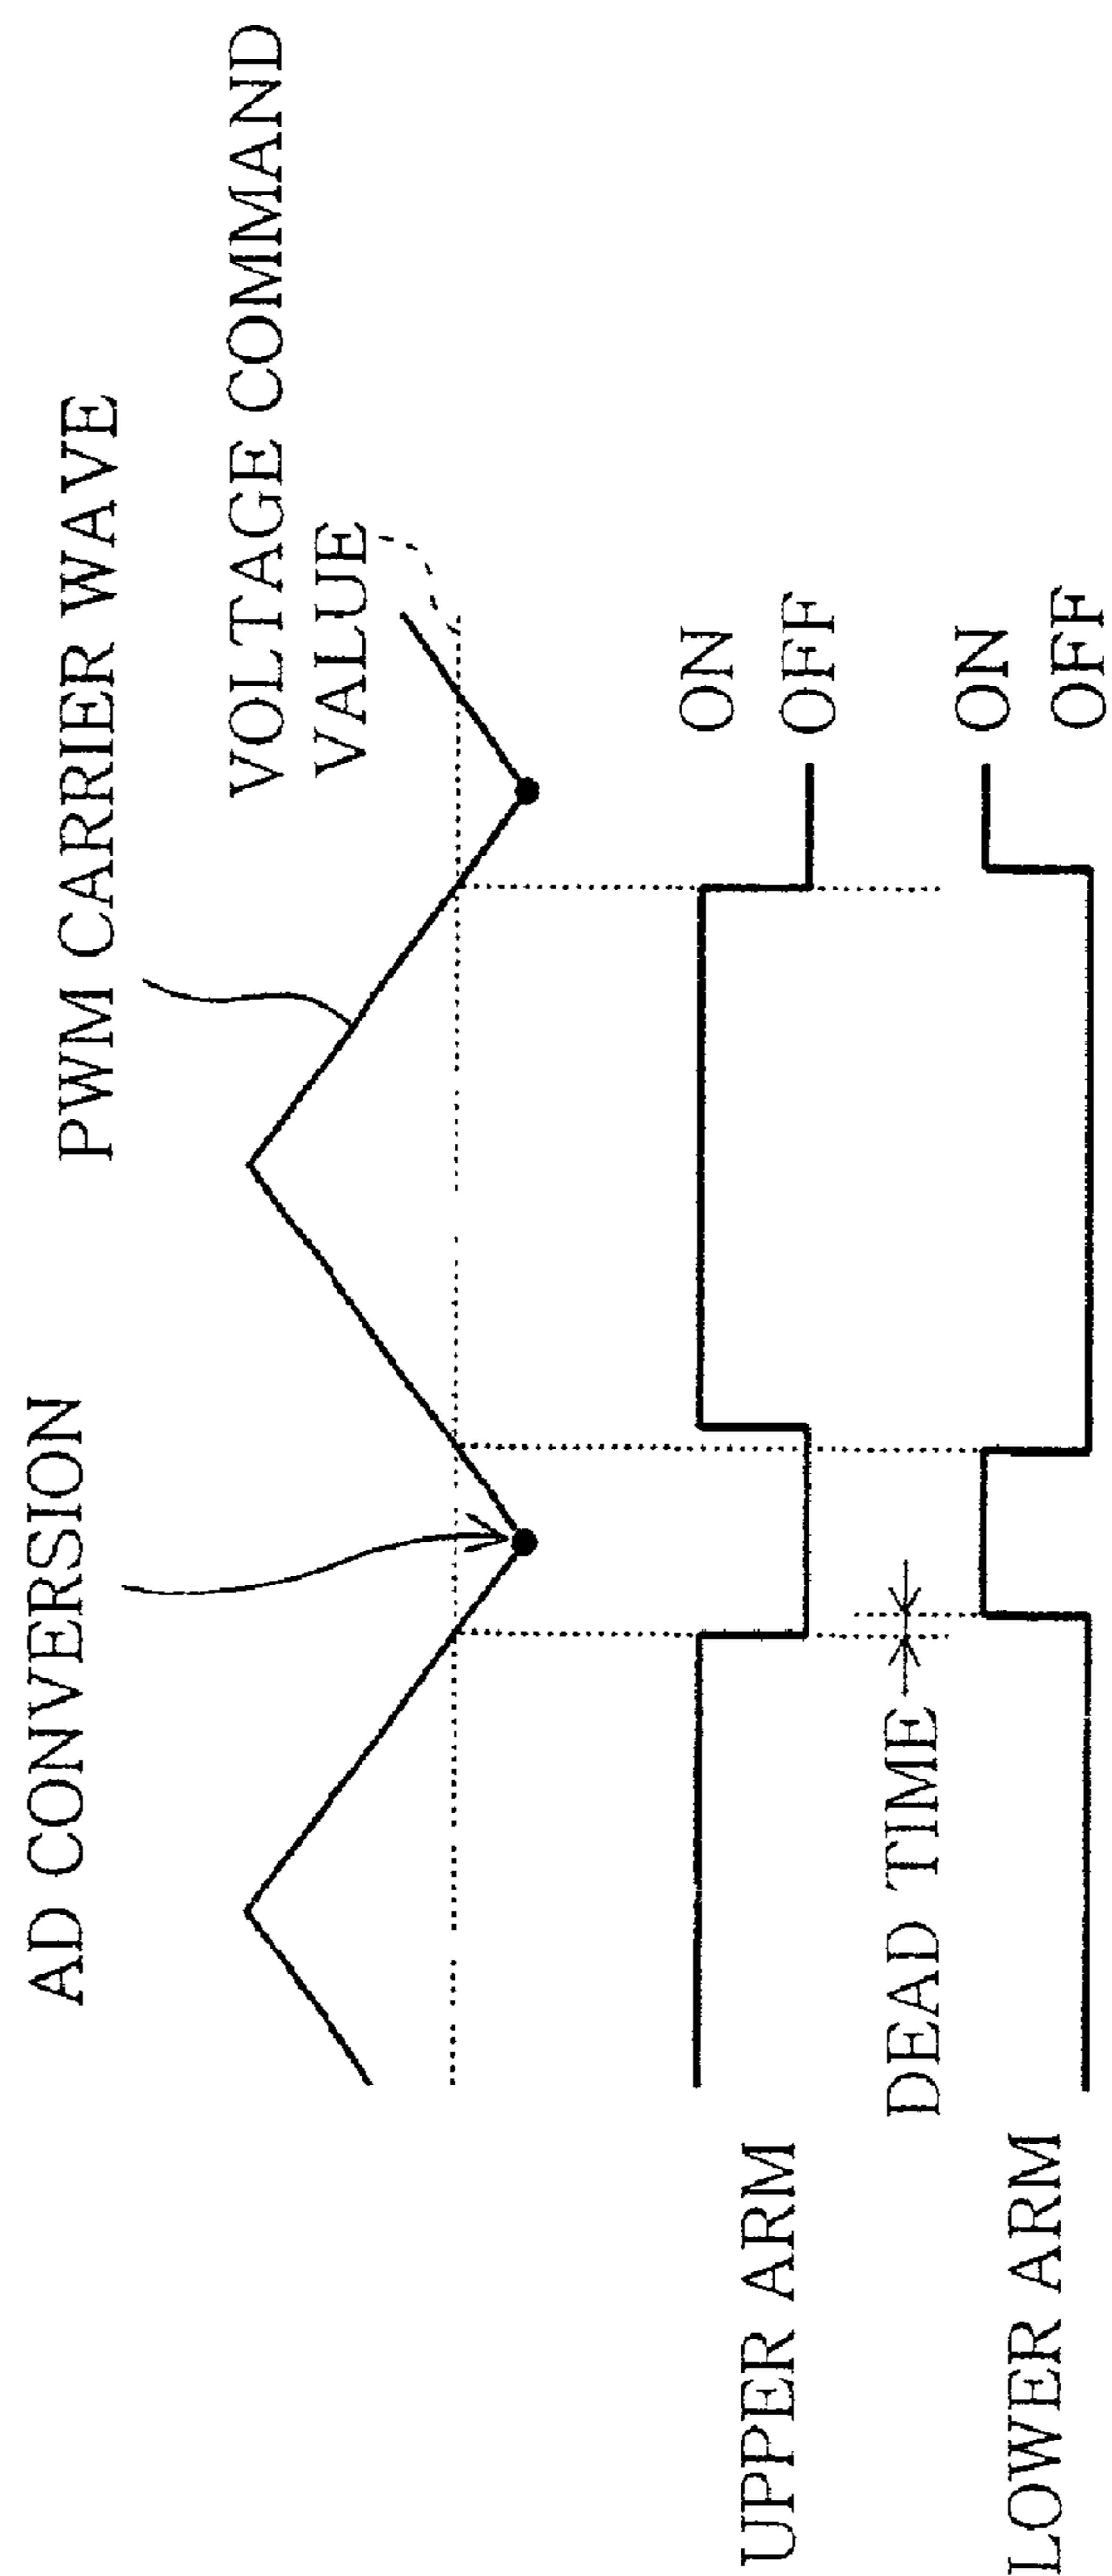 AD CONVERSION
PWM CARRIER WAVE
VOLTAGE COMMAND
VALUE
UPPER ARM
ON
OFF
DEAD TIME
LOWER ARM
ON
OFF